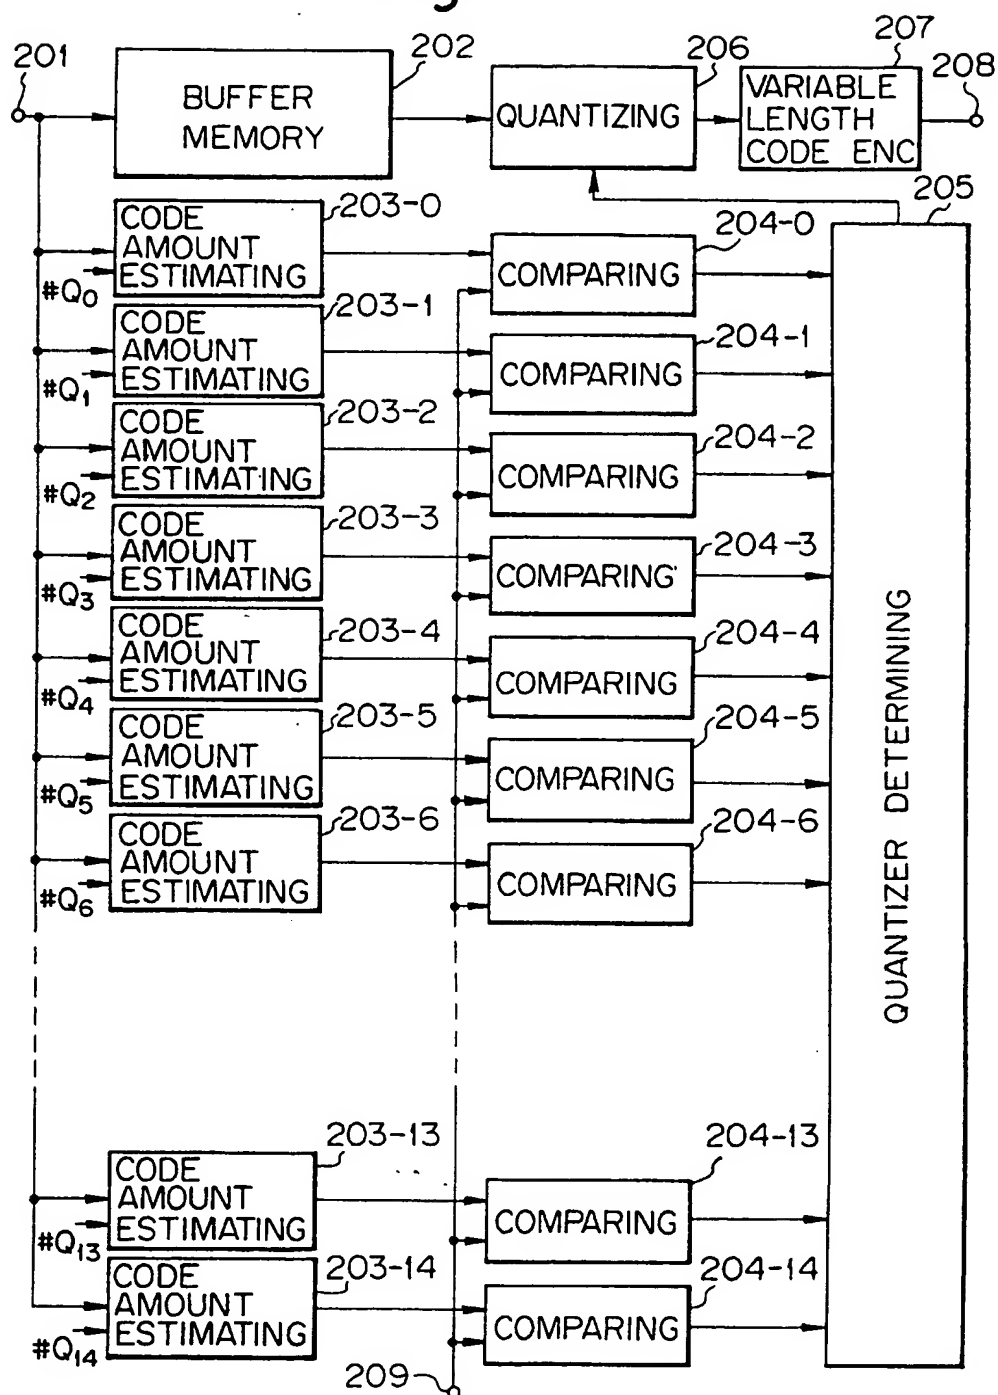 201
BUFFER
MEMORY
202
QUANTIZING
206
VARIABLE
LENGTH
CODE ENC
207
208
205
#Q0
CODE
AMOUNT
ESTIMATING
203-0
COMPARING
204-0
#Q1
CODE
AMOUNT
ESTIMATING
203-1
COMPARING
204-1
#Q2
CODE
AMOUNT
ESTIMATING
203-2
COMPARING
204-2
#Q3
CODE
AMOUNT
ESTIMATING
203-3
COMPARING
204-3
#Q4
CODE
AMOUNT
ESTIMATING
203-4
COMPARING
204-4
#Q5
CODE
AMOUNT
ESTIMATING
203-5
COMPARING
204-5
#Q6
CODE
AMOUNT
ESTIMATING
203-6
COMPARING
204-6
QUANTIZER DETERMINING
#Q13
CODE
AMOUNT
ESTIMATING
203-13
COMPARING
204-13
#Q14
CODE
AMOUNT
ESTIMATING
203-14
COMPARING
204-14
209